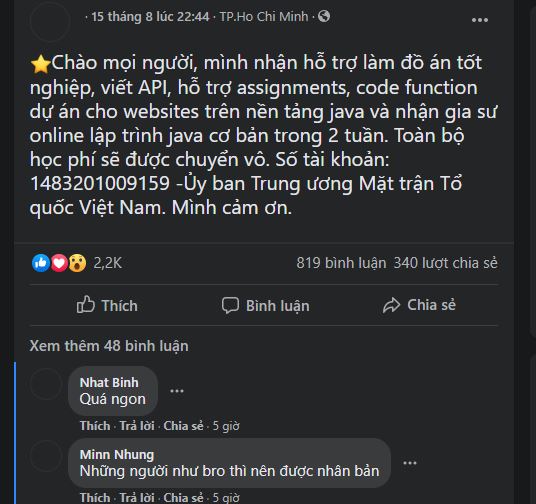 · 15 tháng 8 lúc 22:44 · TP.Ho Chi Minh ·
⭐Chào mọi người, mình nhận hỗ trợ làm đồ án tốt
nghiệp, viết API, hỗ trợ assignments, code function
dự án cho websites trên nền tảng java và nhận gia sư
online lập trình java cơ bản trong 2 tuần. Toàn bộ
học phí sẽ được chuyển vô. Số tài khoản:
1483201009159 -Ủy ban Trung ương Mặt trận Tổ
quốc Việt Nam. Mình cảm ơn.
2,2K 819 bình luận 340 lượt chia sẻ
Thích Bình luận Chia sẻ
Xem thêm 48 bình luận
Nhat Binh
Quá ngon
Thích · Trả lời · Chia sẻ · 5 giờ
Minn Nhung
Những người như bro thì nên được nhân bản
Thích · Trả lời · Chia sẻ · 5 giờ